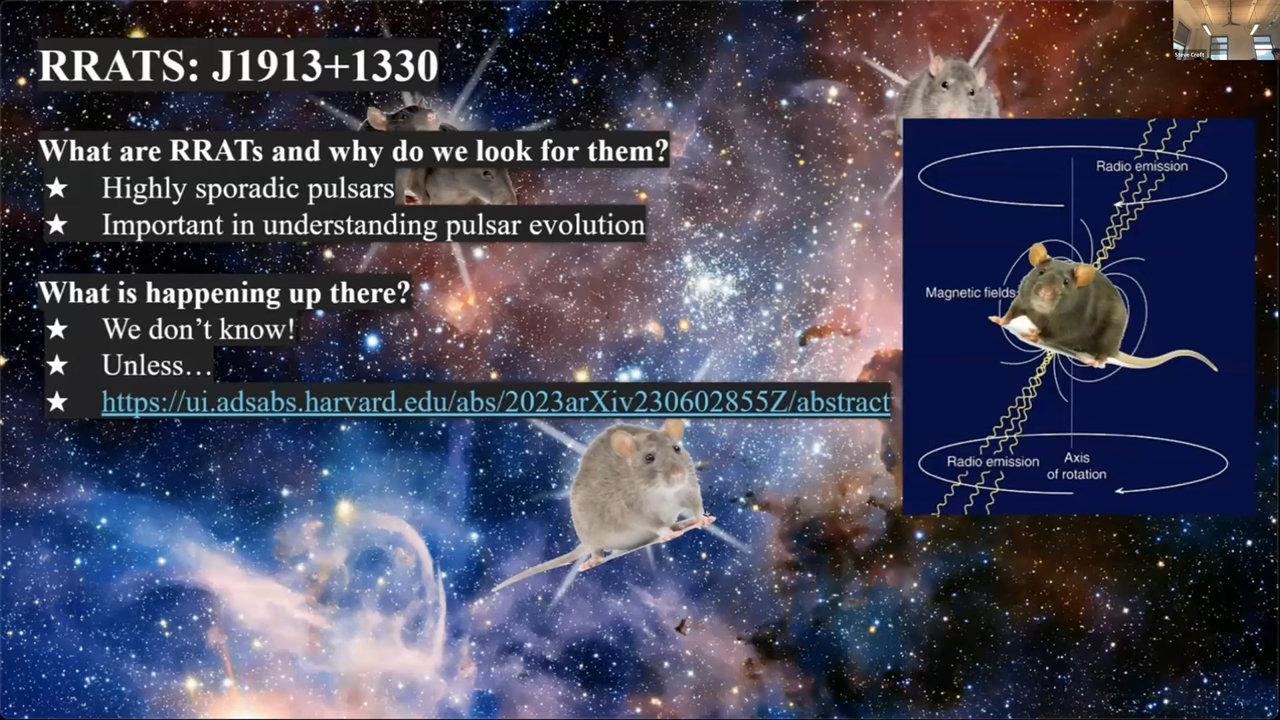 RRATS: J1913+1330
What are RRATs and why do we look for them?
★ Highly sporadic pulsars
★ Important in understanding pulsar evolution
What is happening up there?
★ We don't know!
★ Unless…
★ https://ui.adsabs.harvard.edu/abs/2023arXiv230602855Z/abstract
Steve Croft
Radio emission
Magnetic fields
Radio emission
Axis
of rotation